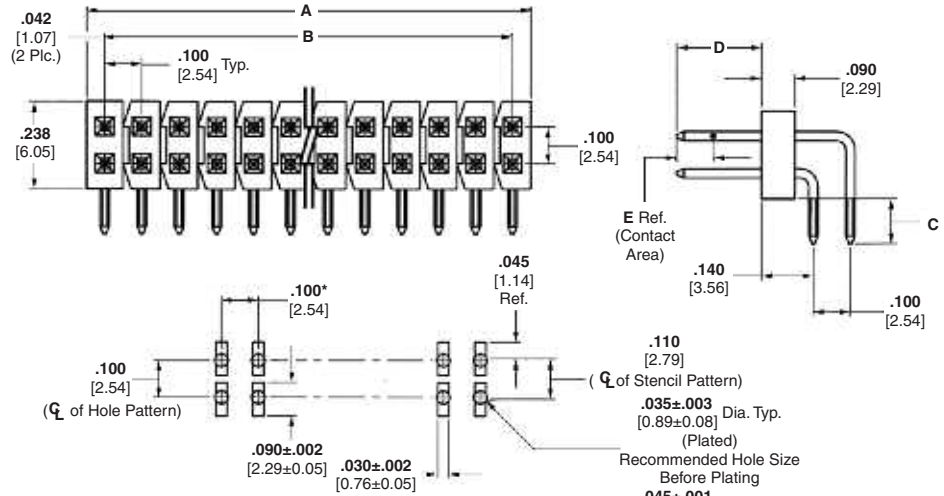 A
.042
[1.07]
(2 Plc.)
B
.100
[2.54] Typ.
D
.090
[2.29]
.238
[6.05]
.100
[2.54]
E Ref.
(Contact
Area)
C
.140
[3.56]
.100
[2.54]
.045
[1.14]
Ref.
.100*
[2.54]
.110
[2.79]
(℄ of Stencil Pattern)
.100
[2.54]
(℄ of Hole Pattern)
.035±.003
[0.89±0.08] Dia. Typ.
(Plated)
Recommended Hole Size
Before Plating
.045±.001
.090±.002
[2.29±0.05]
.030±.002
[0.76±0.05]